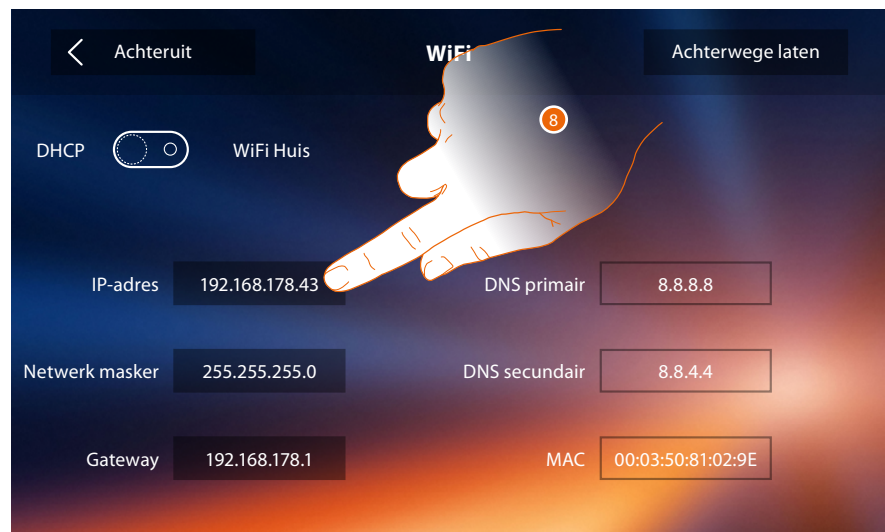 Achteruit WiFi Achterwege laten
8
DHCP WiFi Huis
IP-adres 192.168.178.43 DNS primair 8.8.8.8
Netwerk masker 255.255.255.0 DNS secundair 8.8.4.4
Gateway 192.168.178.1 MAC 00:03:50:81:02:9E